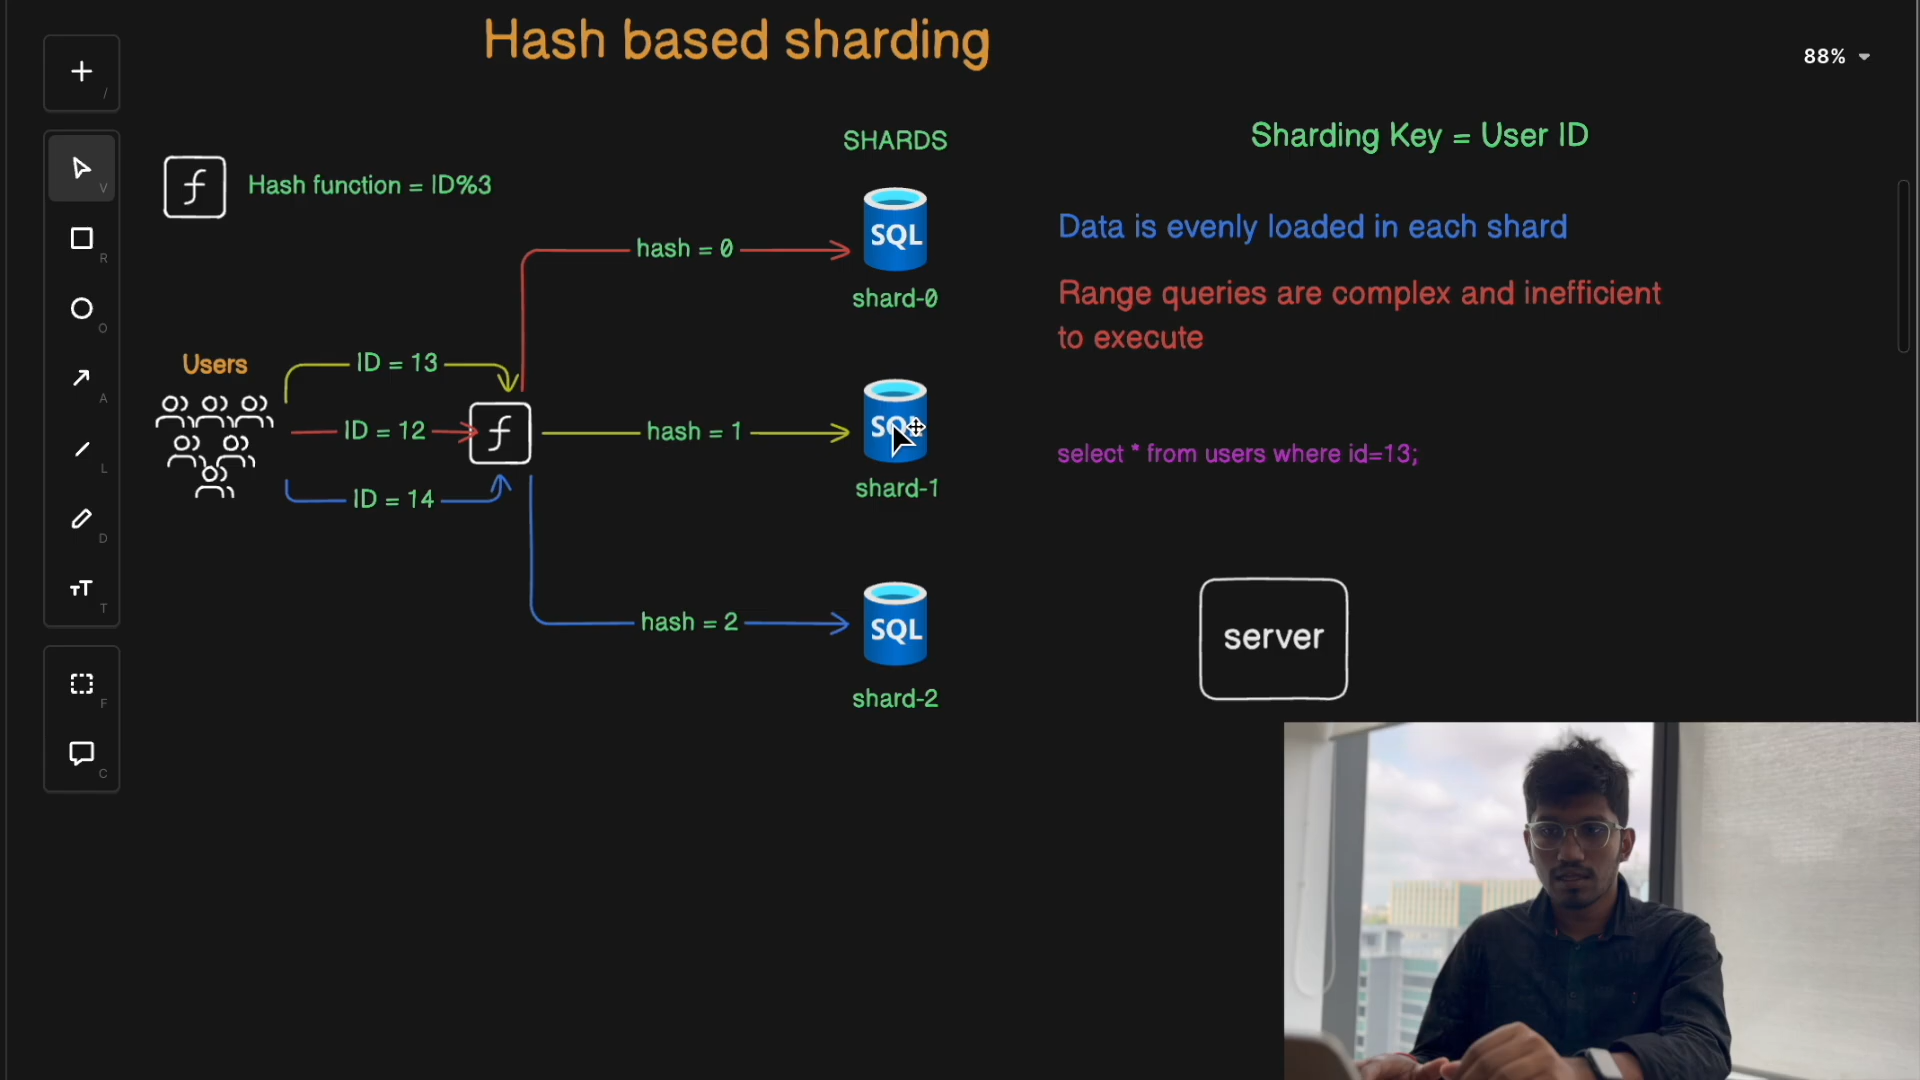 Hash based sharding
88%
/
SHARDS
Sharding Key = User ID
V
ƒ
Hash function = ID%3
Data is evenly loaded in each shard
hash = 0
SQL
R
Range queries are complex and inefficient
to execute
shard-0
O
Users
ID = 13
A
ID = 12
ƒ
hash = 1
SQL
select * from users where id=13;
L
shard-1
ID = 14
D
hash = 2
SQL
server
TT
T
shard-2
F
C